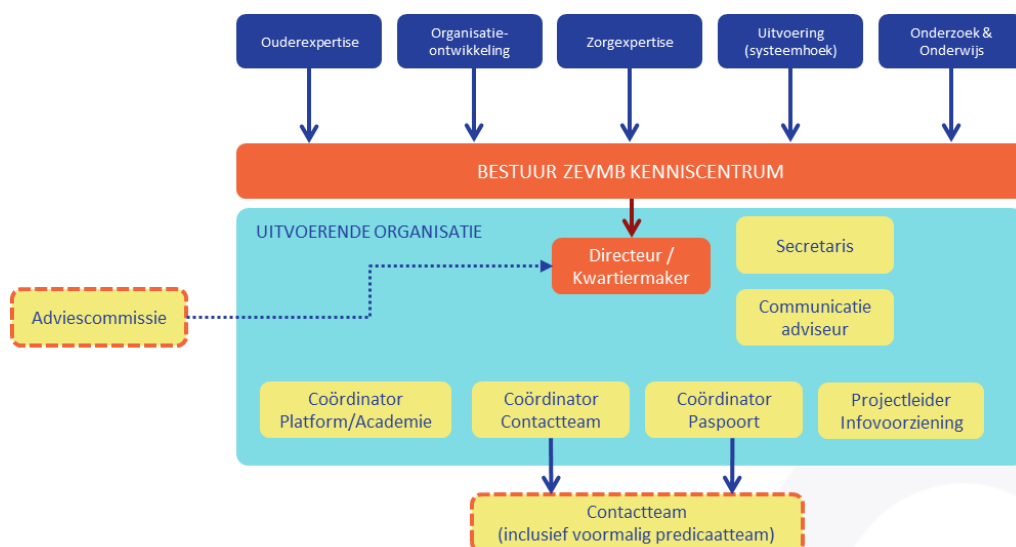 Ouderexpertise
Organisatie-
ontwikkeling
Zorgexpertise
Uitvoering
(systeemhoek)
Onderzoek &
Onderwijs
BESTUUR ZEVMB KENNISCENTRUM
UITVOERENDE ORGANISATIE
Directeur /
Kwartiermaker
Secretaris
Adviescommissie
Communicatie
adviseur
Coördinator
Platform/Academie
Coördinator
Contactteam
Coördinator
Paspoort
Projectleider
Infovoorziening
Contactteam
(inclusief voormalig predicaatteam)